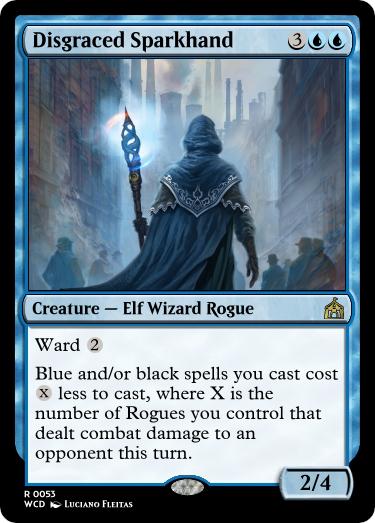 Disgraced Sparkhand 3
Creature — Elf Wizard Rogue
Ward 2
Blue and/or black spells you cast cost
X less to cast, where X is the
number of Rogues you control that
dealt combat damage to an
opponent this turn.
2/4
R 0053
WCD Luciano Fleitas